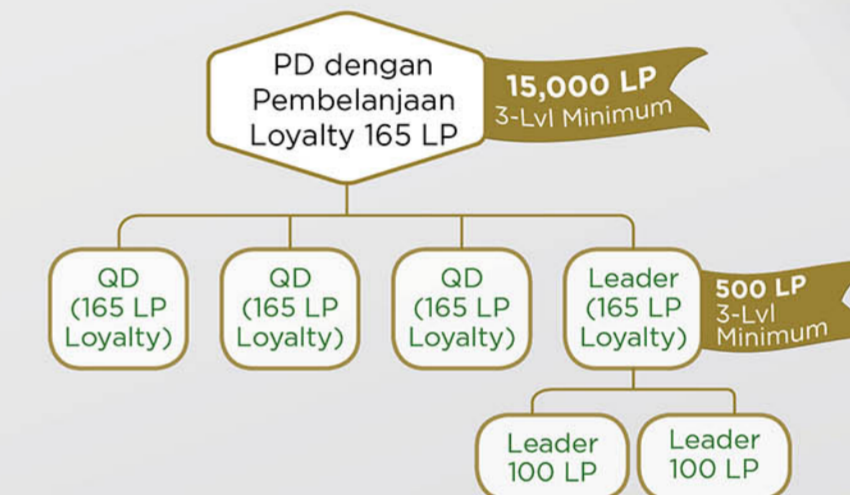 PD dengan
Pembelanjaan
Loyalty 165 LP
15,000 LP
3-Lvl Minimum
QD
(165 LP
Loyalty)
QD
(165 LP
Loyalty)
QD
(165 LP
Loyalty)
Leader
(165 LP
Loyalty)
500 LP
3-Lvl
Minimum
Leader
100 LP
Leader
100 LP